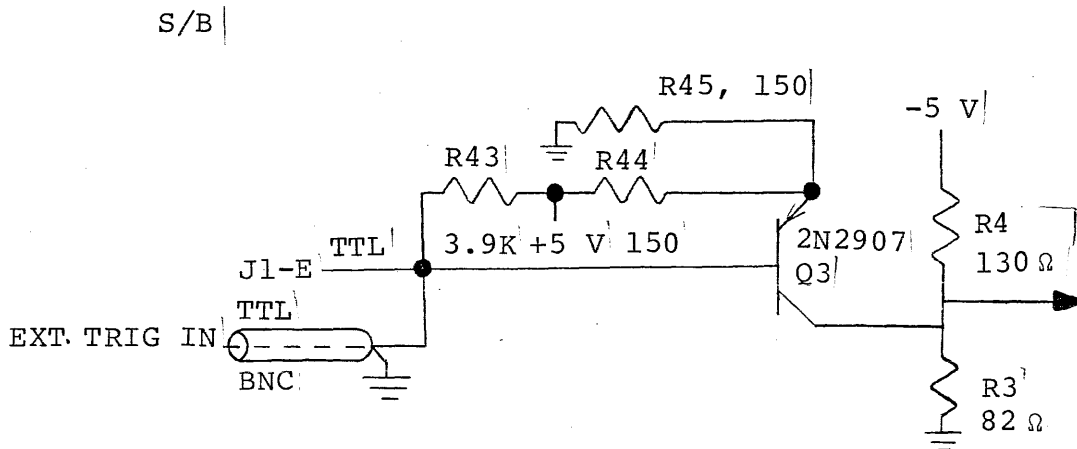 S/B
R45, 150
-5 V
R43 R44
3.9K +5 V 150
TTL
J1-E
2N2907
Q3
R4
130 Ω
TTL
EXT. TRIG IN
BNC
R3
82 Ω